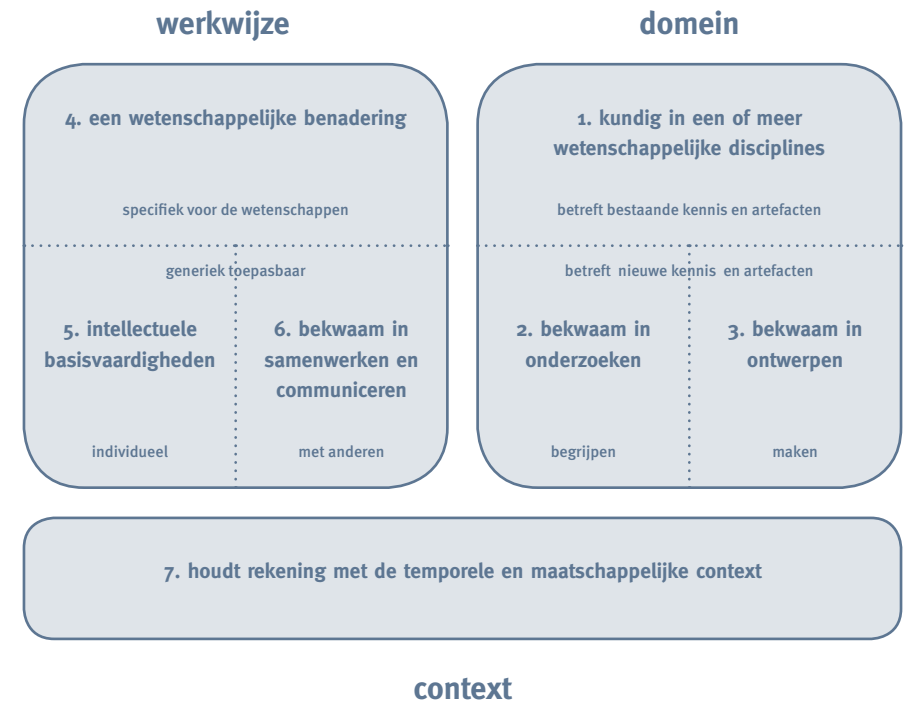 werkwijze
4. een wetenschappelijke benadering
specifiek voor de wetenschappen
generiek toepasbaar
5. intellectuele
basisvaardigheden
individueel
6. bekwaam in
samenwerken en
communiceren
met anderen
domein
1. kundig in een of meer
wetenschappelijke disciplines
betreft bestaande kennis en artefacten
betreft nieuwe kennis en artefacten
2. bekwaam in
onderzoeken
begrijpen
3. bekwaam in
ontwerpen
maken
7. houdt rekening met de temporele en maatschappelijke context
context